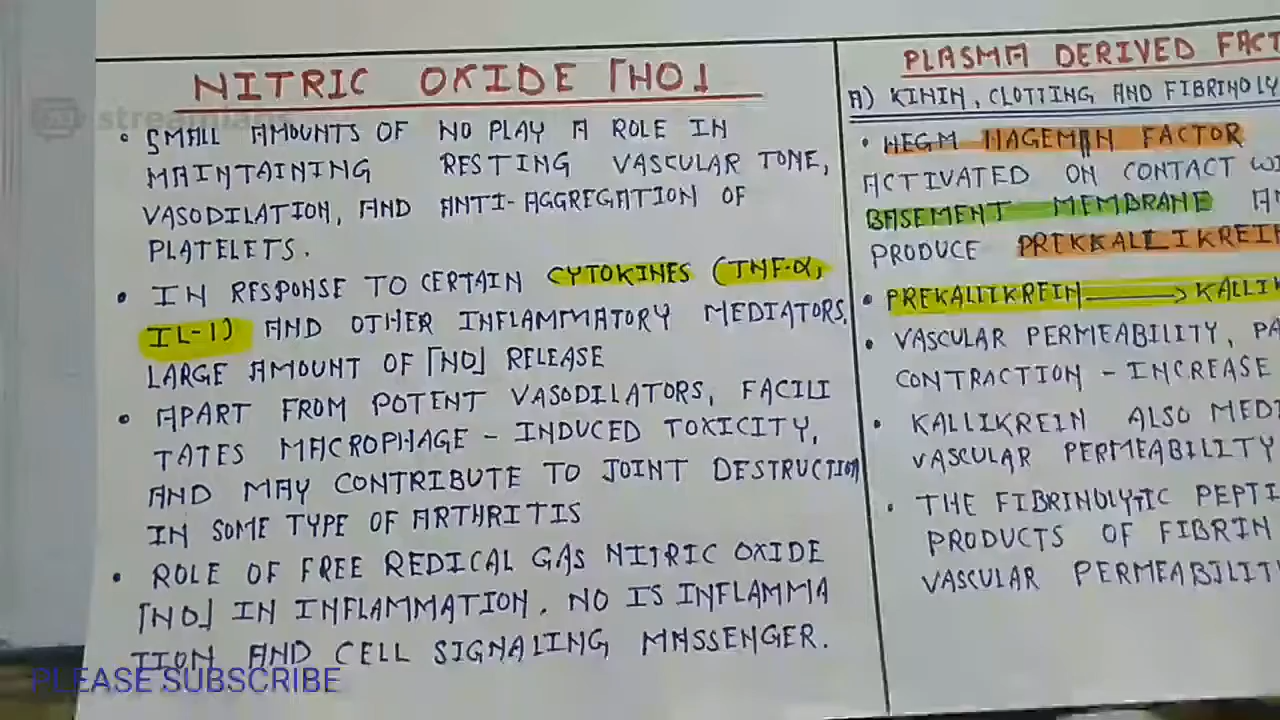 NITRIC OXIDE [NO]
• SMALL AMOUNTS OF NO PLAY A ROLE IN
MAINTAINING RESTING VASCULAR TONE,
VASODILATION, AND ANTI-AGGREGATION OF
PLATELETS.
• IN RESPONSE TO CERTAIN CYTOKINES (TNF-α,
IL-1) AND OTHER INFLAMMATORY MEDIATORS,
LARGE AMOUNT OF [NO] RELEASE
• APART FROM POTENT VASODILATORS, FACILI
TATES MACROPHAGE - INDUCED TOXICITY,
AND MAY CONTRIBUTE TO JOINT DESTRUCTION
IN SOME TYPE OF ARTHRITIS
• ROLE OF FREE REDICAL GAS NITRIC OXIDE
[NO] IN INFLAMMATION. NO IS INFLAMMA
TION AND CELL SIGNALING MASSENGER.
PLASMA DERIVED FACT
A) KININ, CLOTTING AND FIBRINOLY
• HEGM HAGEMAN FACTOR
ACTIVATED ON CONTACT WI
BASEMENT MEMBRANE A
PRODUCE PREKKALLIKREIN
• PREKALLIKREIN → KALLIK
• VASCULAR PERMEABILITY, PA
CONTRACTION - INCREASE
• KALLIKREIN ALSO MEDI
VASCULAR PERMEABILITY
• THE FIBRINOLYTIC PEPTI
PRODUCTS OF FIBRIN
VASCULAR PERMEABILIT
streamians
PLEASE SUBSCRIBE